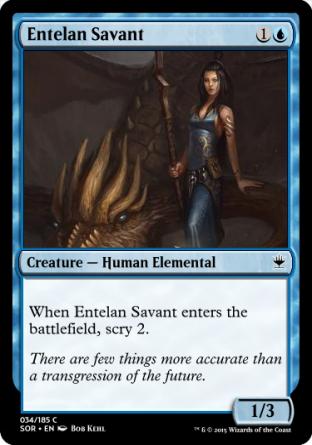 Entelan Savant 1
Creature — Human Elemental
When Entelan Savant enters the
battlefield, scry 2.
There are few things more accurate than
a transgression of the future.
1/3
034/185 C
SOR • EN Bob Kehl
™ & © 2015 Wizards of the Coast